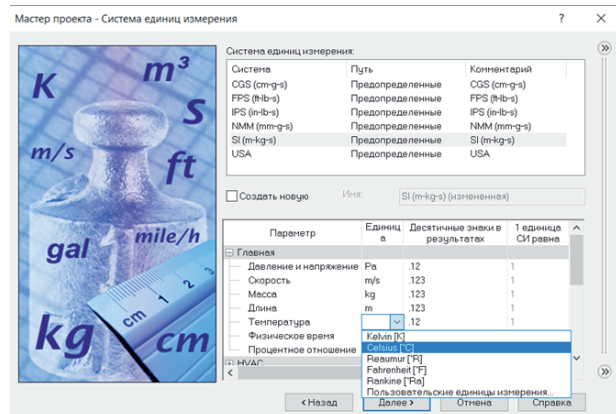 Мастер проекта - Система единиц измерения ? ×
K
m³
s
m/s
ft
gal
mile/h
cm 1 2 3
kg
cm
Система единиц измерения:
Система Путь Комментарий
CGS (cm-g-s) Предопределенные CGS (cm-g-s)
FPS (ft-lb-s) Предопределенные FPS (ft-lb-s)
IPS (in-lb-s) Предопределенные IPS (in-lb-s)
NMM (mm-g-s) Предопределенные NMM (mm-g-s)
SI (m-kg-s) Предопределенные SI (m-kg-s)
USA Предопределенные USA
Создать новую Имя: SI (m-kg-s) (измененная)
Параметр Единиц Десятичные знаки в 1 единица
а результатах СИ равна
Главная
Давление и напряжение Pa .12 1
Скорость m/s .123 1
Масса kg .123 1
Длина m .123 1
Температура .12 1
Физическое время Kelvin [K]
Процентное отношение Celsius [°C]
HVAC Reaumur [°R]
Fahrenheit [°F]
Rankine [°Ra]
Пользовательские единицы измерения...
< Назад Далее > Отмена Справка